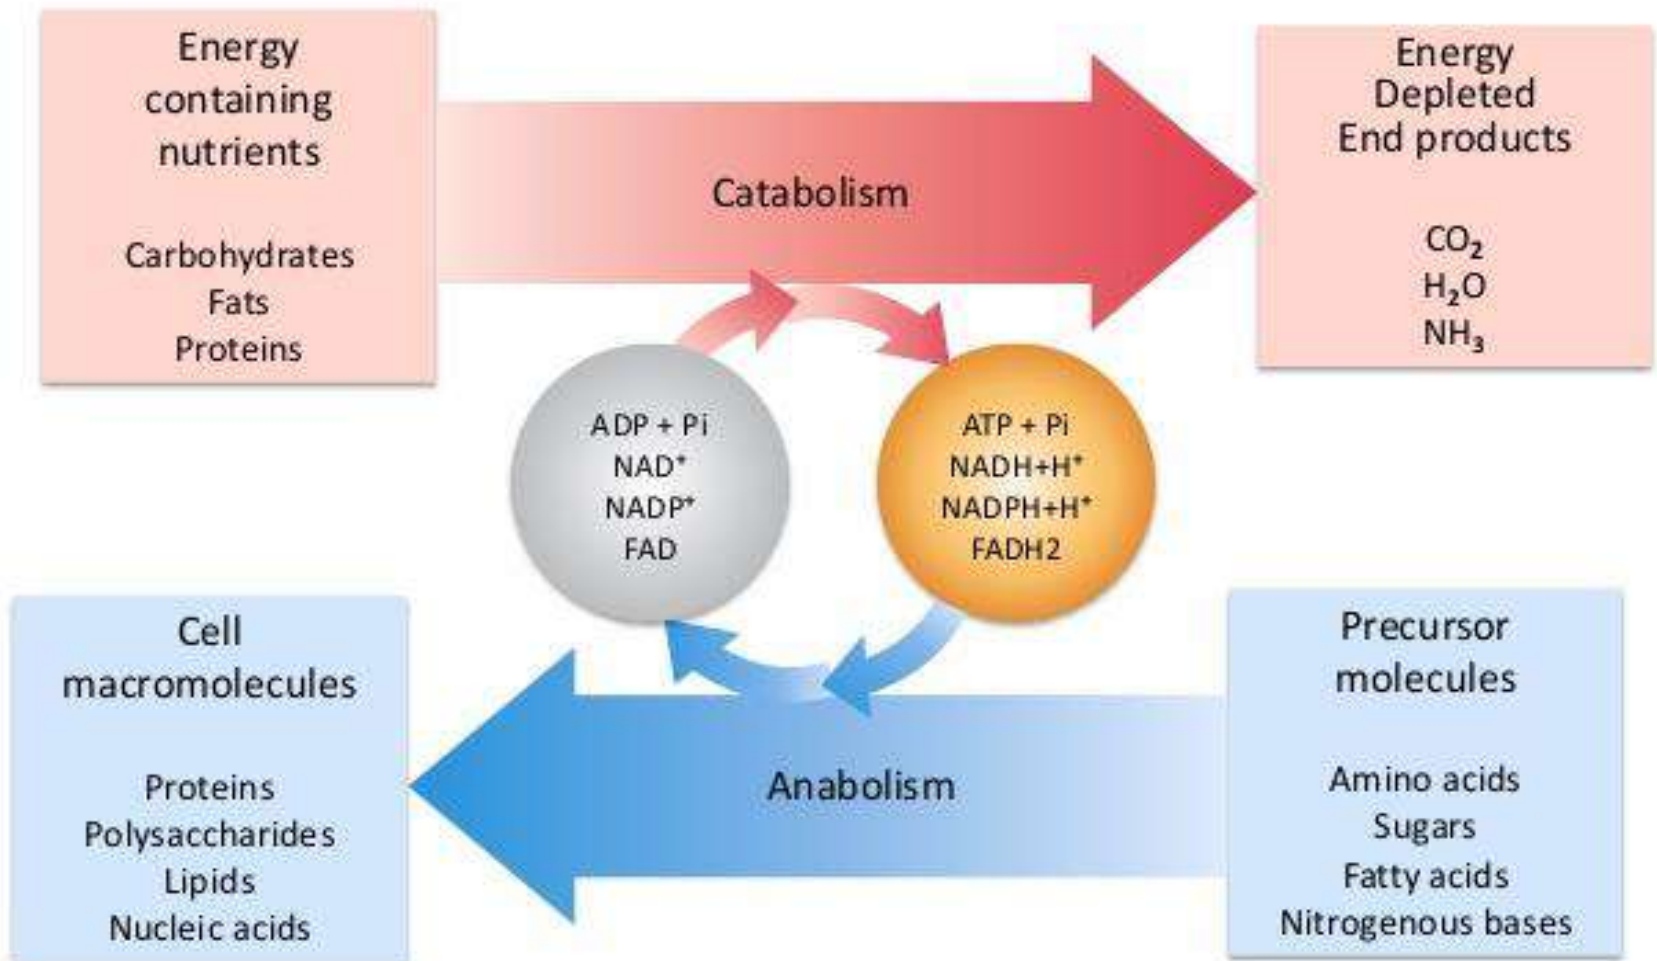 Energy
containing
nutrients
Carbohydrates
Fats
Proteins
Catabolism
Energy
Depleted
End products
CO₂
H₂O
NH₃
ADP + Pi
NAD⁺
NADP⁺
FAD
ATP + Pi
NADH+H⁺
NADPH+H⁺
FADH2
Cell
macromolecules
Proteins
Polysaccharides
Lipids
Nucleic acids
Anabolism
Precursor
molecules
Amino acids
Sugars
Fatty acids
Nitrogenous bases